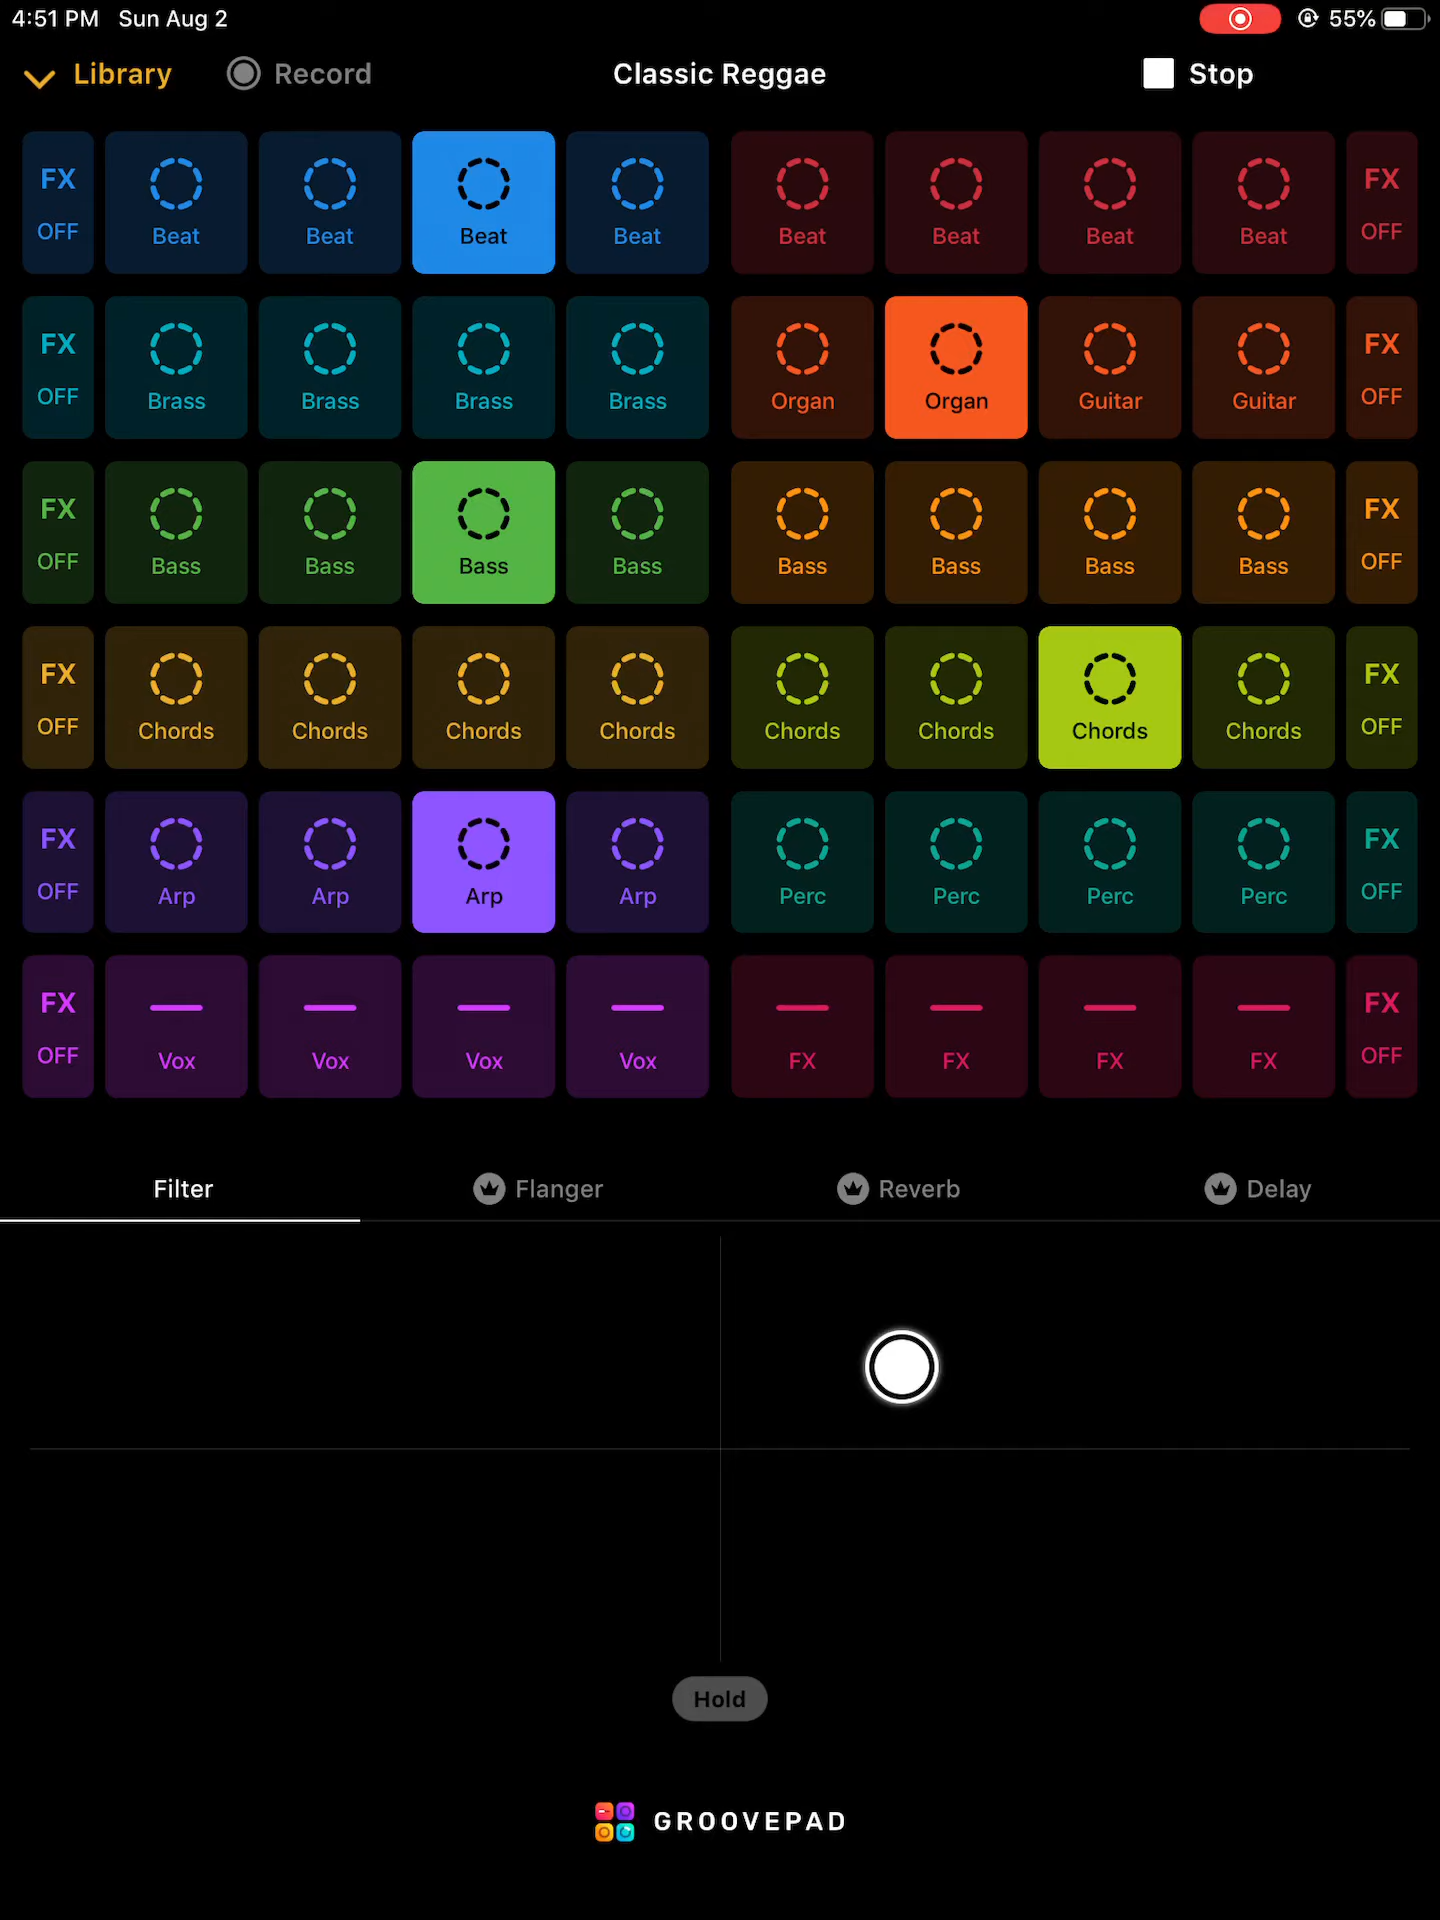 4:51 PM Sun Aug 2 55%
Library Record Classic Reggae Stop
FX Beat Beat Beat Beat Beat Beat Beat Beat FX
OFF OFF
FX Brass Brass Brass Brass Organ Organ Guitar Guitar FX
OFF OFF
FX Bass Bass Bass Bass Bass Bass Bass Bass FX
OFF OFF
FX Chords Chords Chords Chords Chords Chords Chords Chords FX
OFF OFF
FX Arp Arp Arp Arp Perc Perc Perc Perc FX
OFF OFF
FX Vox Vox Vox Vox FX FX FX FX FX
OFF OFF
Filter Flanger Reverb Delay
Hold
GROOVEPAD